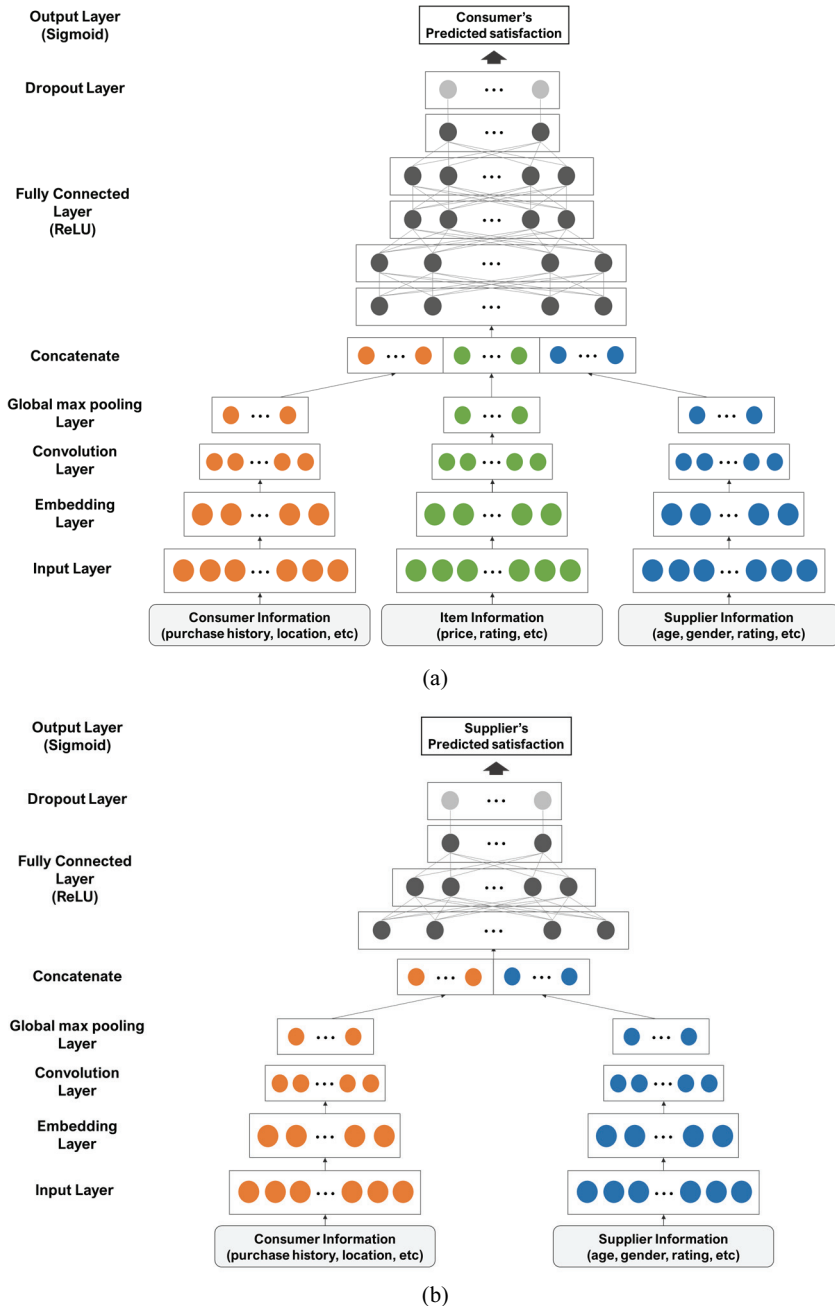 Output Layer
(Sigmoid)
Consumer's
Predicted satisfaction
Dropout Layer
Fully Connected
Layer
(ReLU)
Concatenate
Global max pooling
Layer
Convolution
Layer
Embedding
Layer
Input Layer
Consumer Information
(purchase history, location, etc)
Item Information
(price, rating, etc)
Supplier Information
(age, gender, rating, etc)
(a)
Output Layer
(Sigmoid)
Supplier's
Predicted satisfaction
Dropout Layer
Fully Connected
Layer
(ReLU)
Concatenate
Global max pooling
Layer
Convolution
Layer
Embedding
Layer
Input Layer
Consumer Information
(purchase history, location, etc)
Supplier Information
(age, gender, rating, etc)
(b)